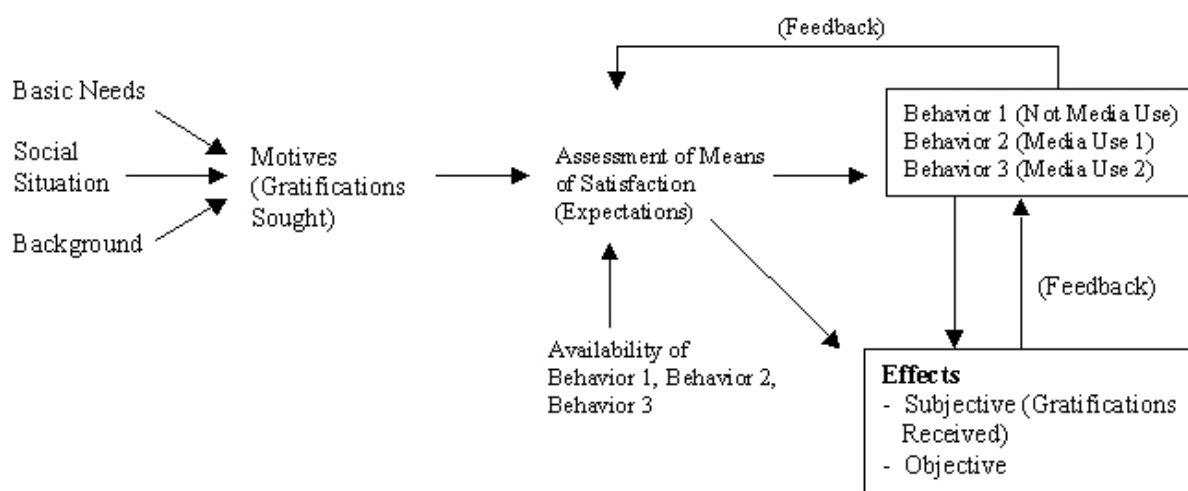 (Feedback)
Basic Needs
Social
Situation
Background
Motives
(Gratifications
Sought)
Assessment of Means
of Satisfaction
(Expectations)
Availability of
Behavior 1, Behavior 2,
Behavior 3
Behavior 1 (Not Media Use)
Behavior 2 (Media Use 1)
Behavior 3 (Media Use 2)
(Feedback)
Effects
- Subjective (Gratifications
Received)
- Objective